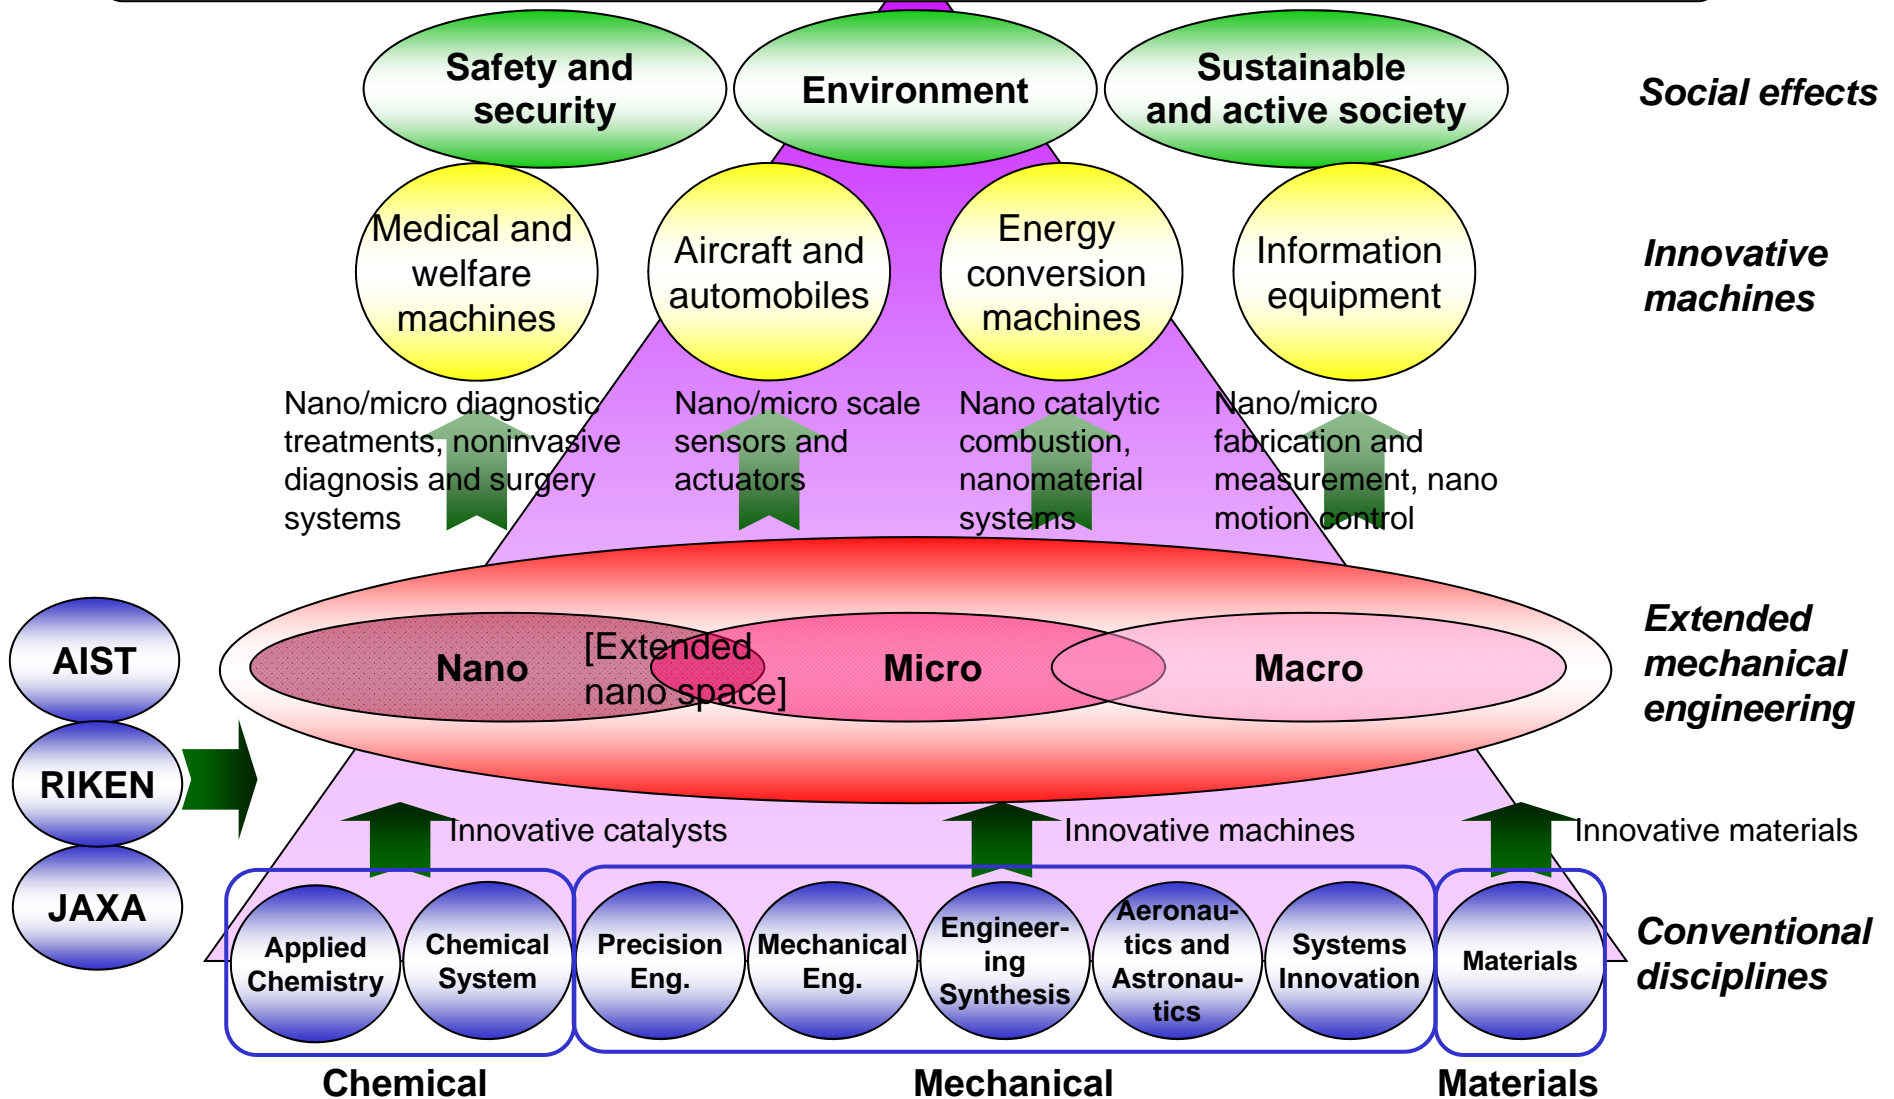 Safety and
security
Environment
Sustainable
and active society
Social effects
Medical and
welfare
machines
Aircraft and
automobiles
Energy
conversion
machines
Information
equipment
Innovative
machines
Nano/micro diagnostic
treatments, noninvasive
diagnosis and surgery
systems
Nano/micro scale
sensors and
actuators
Nano catalytic
combustion,
nanomaterial
systems
Nano/micro
fabrication and
measurement, nano
motion control
AIST
RIKEN
JAXA
Nano
[Extended
nano space]
Micro
Macro
Extended
mechanical
engineering
Innovative catalysts
Innovative machines
Innovative materials
Applied
Chemistry
Chemical
System
Precision
Eng.
Mechanical
Eng.
Engineer-
ing
Synthesis
Aeronau-
tics and
Astronau-
tics
Systems
Innovation
Materials
Conventional
disciplines
Chemical
Mechanical
Materials